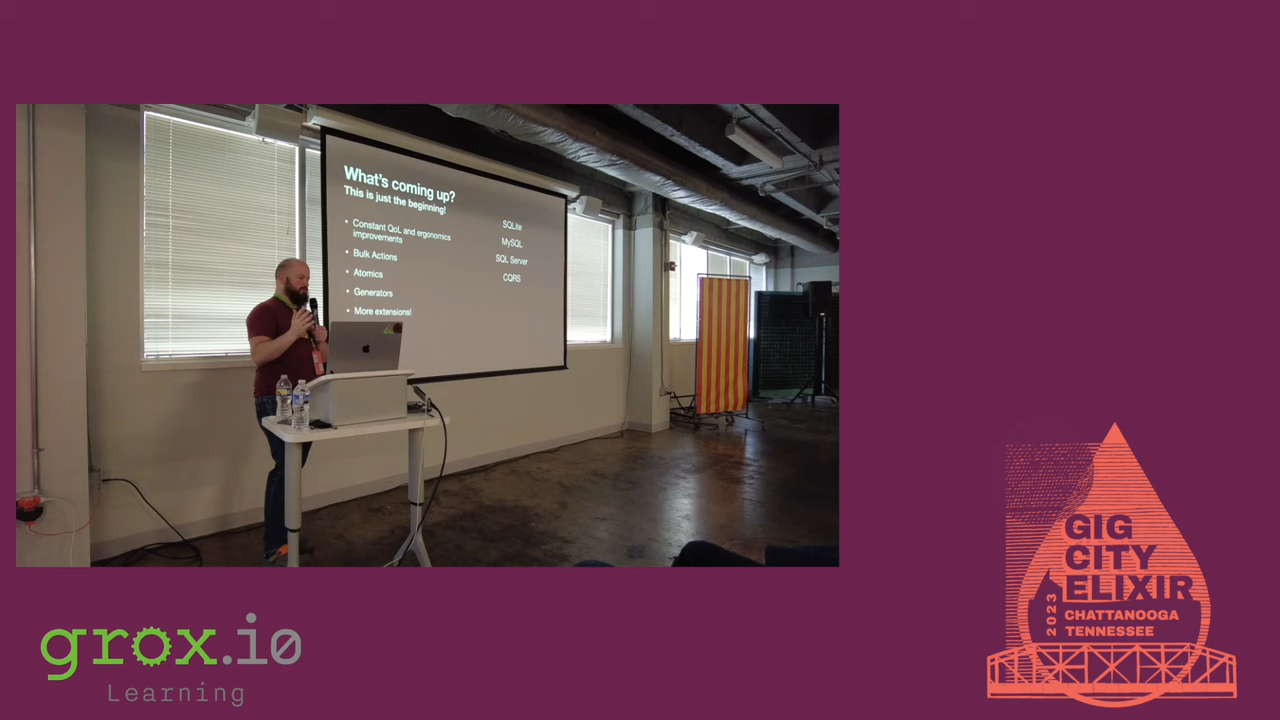 What's coming up?
This is just the beginning!
• Constant QoL and ergonomics
improvements
• Bulk Actions
• Atomics
• Generators
• More extensions!
SQLite
MySQL
SQL Server
CQRS
grox.io
Learning
GIG
CITY
ELIXIR
2023
CHATTANOOGA
TENNESSEE